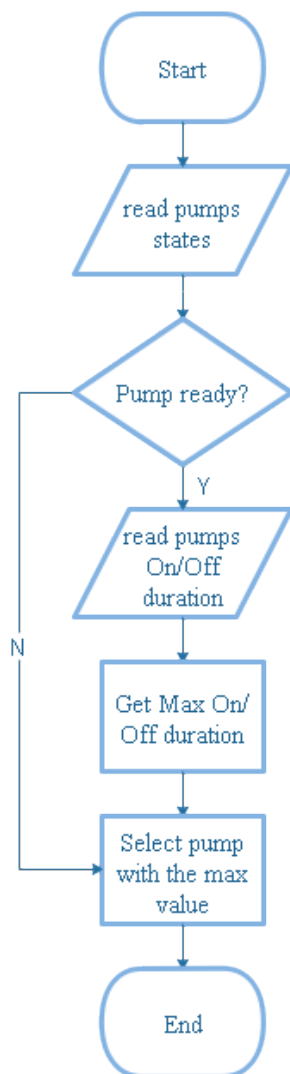 Start
read pumps
states
Pump ready?
Y
read pumps
On/Off
duration
N
Get Max On/
Off duration
Select pump
with the max
value
End